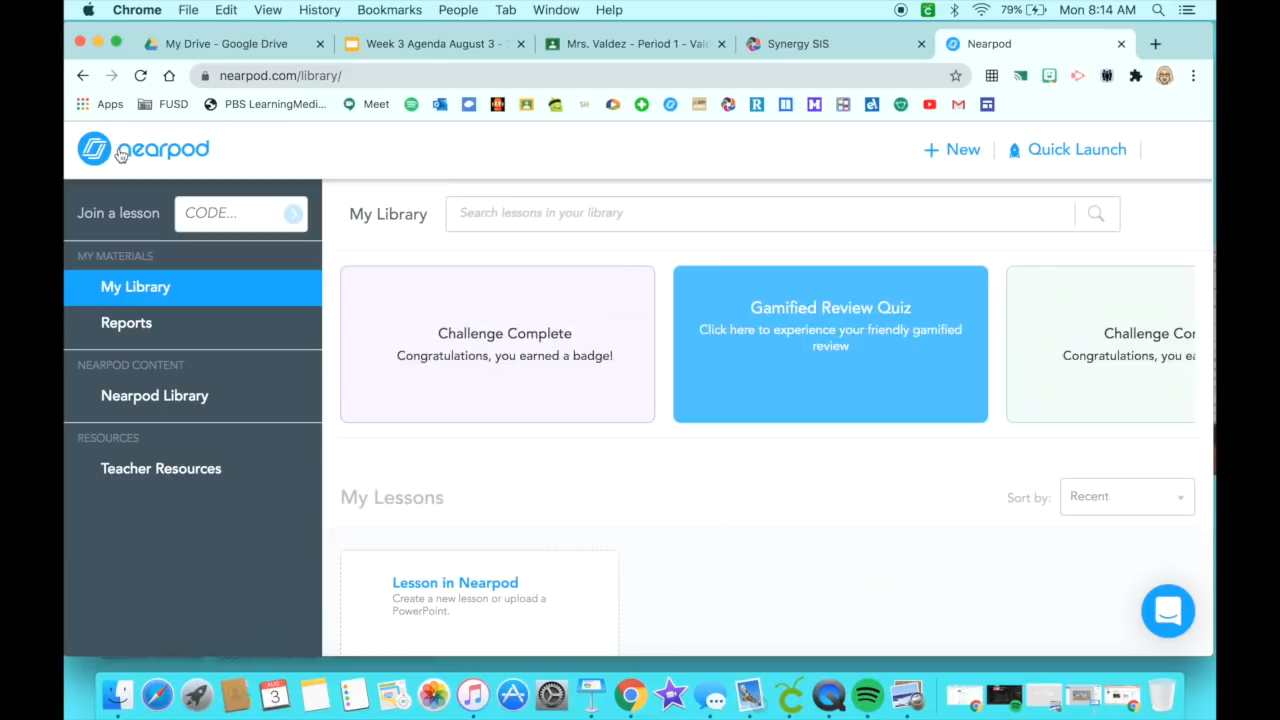 Chrome File Edit View History Bookmarks People Tab Window Help 79% Mon 8:14 AM
My Drive - Google Drive Week 3 Agenda August 3 - Mrs. Valdez - Period 1 - Synergy SIS Nearpod
nearpod.com/library/
Apps FUSD PBS LearningMedi... Meet
nearpod
+ New Quick Launch
Join a lesson CODE...
My Library Search lessons in your library
MY MATERIALS
My Library
Reports
NEARPOD CONTENT
Nearpod Library
RESOURCES
Teacher Resources
Challenge Complete
Congratulations, you earned a badge!
Gamified Review Quiz
Click here to experience your friendly gamified
review
Challenge Com
Congratulations, you ea
My Lessons
Sort by: Recent
Lesson in Nearpod
Create a new lesson or upload a
PowerPoint.
AUG
3